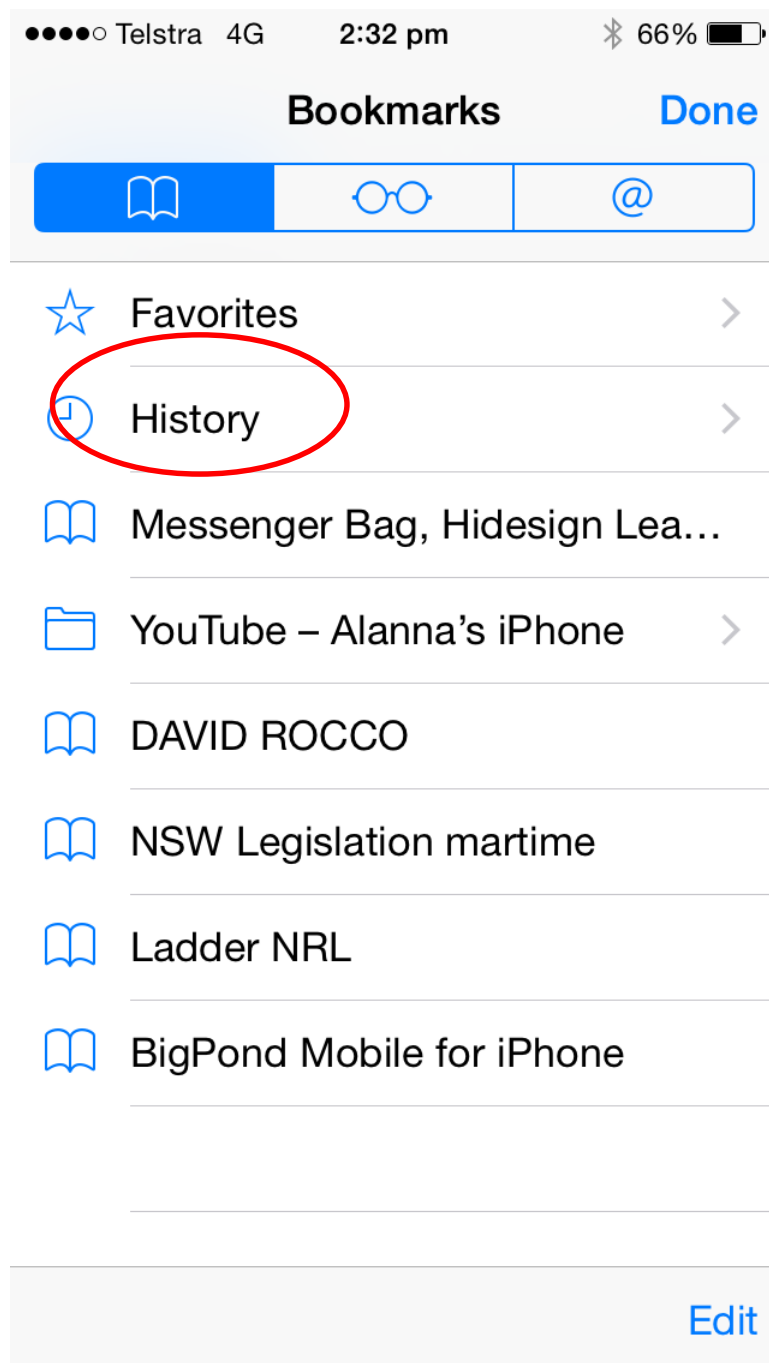 Telstra 4G 2:32 pm 66%
Bookmarks Done
@
Favorites
History
Messenger Bag, Hidesign Lea...
YouTube – Alanna’s iPhone
DAVID ROCCO
NSW Legislation martime
Ladder NRL
BigPond Mobile for iPhone
Edit